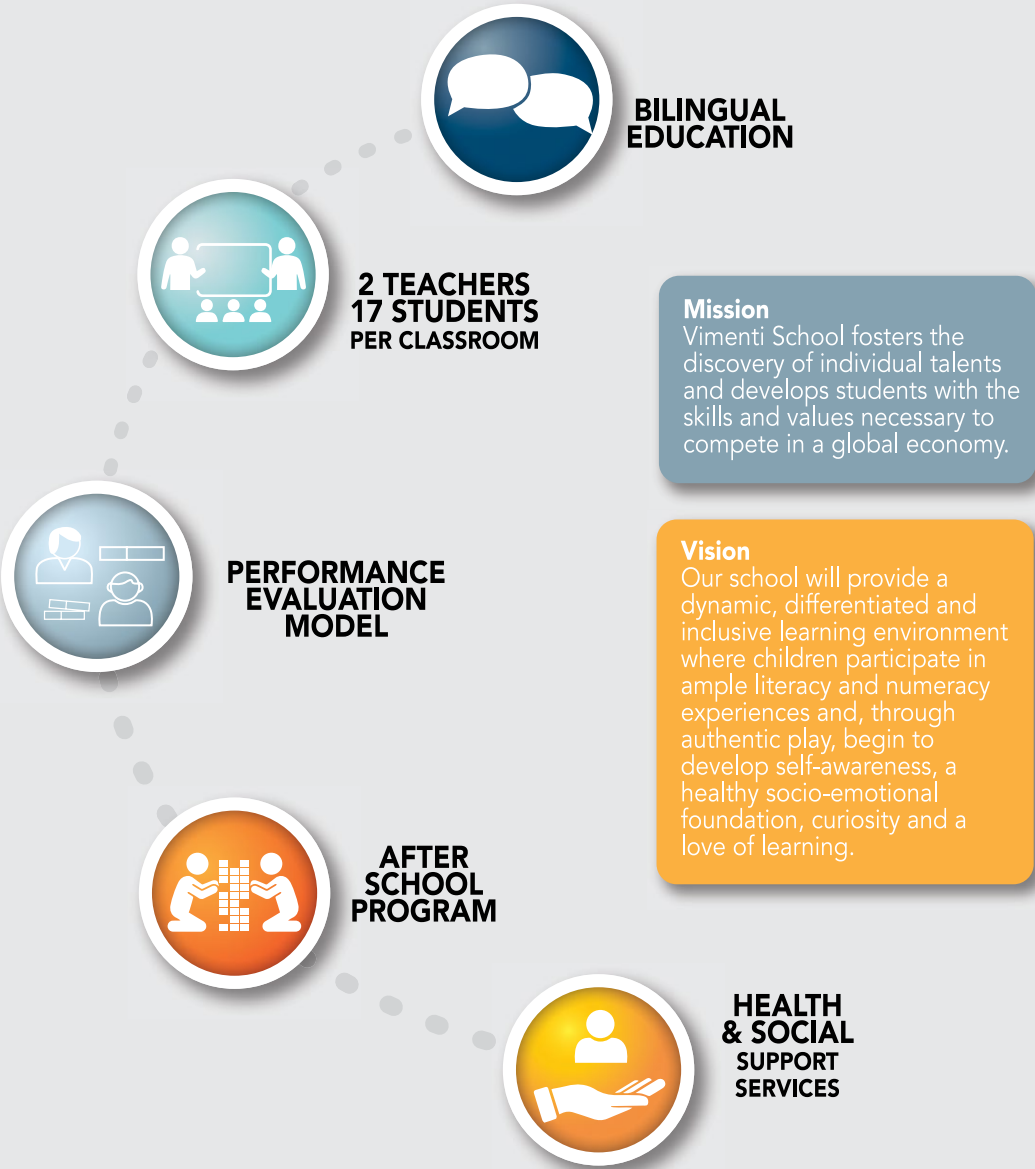 BILINGUAL
EDUCATION
2 TEACHERS
17 STUDENTS
PER CLASSROOM
Mission
Vimenti School fosters the
discovery of individual talents
and develops students with the
skills and values necessary to
compete in a global economy.
PERFORMANCE
EVALUATION
MODEL
Vision
Our school will provide a
dynamic, differentiated and
inclusive learning environment
where children participate in
ample literacy and numeracy
experiences and, through
authentic play, begin to
develop self-awareness, a
healthy socio-emotional
foundation, curiosity and a
love of learning.
AFTER
SCHOOL
PROGRAM
HEALTH
& SOCIAL
SUPPORT
SERVICES